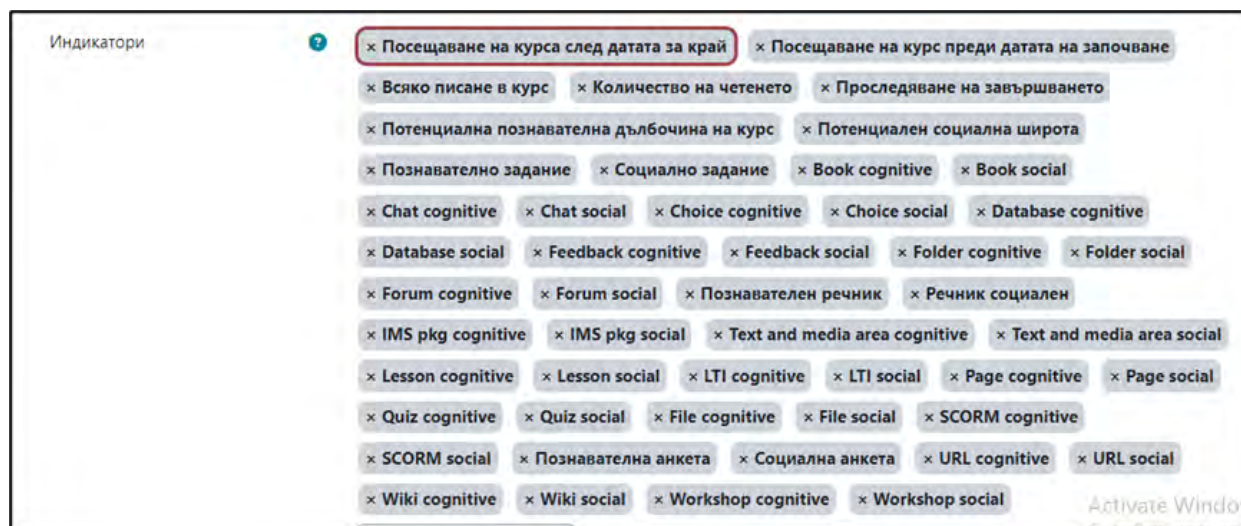 Индикатори ? × Посещаване на курса след датата за край × Посещаване на курс преди датата на започване
× Всяко писане в курс × Количество на четенето × Проследяване на завършването
× Потенциална познавателна дълбочина на курс × Потенциален социална широта
× Познавателно задание × Социално задание × Book cognitive × Book social
× Chat cognitive × Chat social × Choice cognitive × Choice social × Database cognitive
× Database social × Feedback cognitive × Feedback social × Folder cognitive × Folder social
× Forum cognitive × Forum social × Познавателен речник × Речник социален
× IMS pkg cognitive × IMS pkg social × Text and media area cognitive × Text and media area social
× Lesson cognitive × Lesson social × LTI cognitive × LTI social × Page cognitive × Page social
× Quiz cognitive × Quiz social × File cognitive × File social × SCORM cognitive
× SCORM social × Познавателна анкета × Социална анкета × URL cognitive × URL social
× Wiki cognitive × Wiki social × Workshop cognitive × Workshop social
Activate Windo